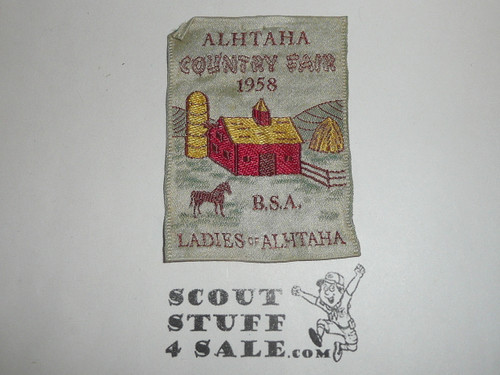 ALHTAHA
COUNTRY FAIR
1958
B.S.A.
LADIES OF ALHTAHA
SCOUT
STUFF
4 SALE.COM